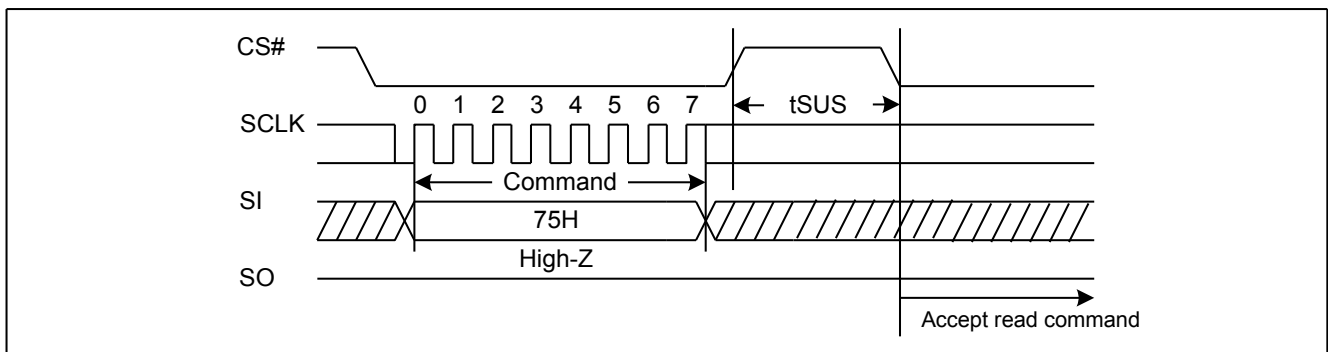 CS#
0 1 2 3 4 5 6 7
tSUS
SCLK
Command
SI
75H
High-Z
SO
Accept read command